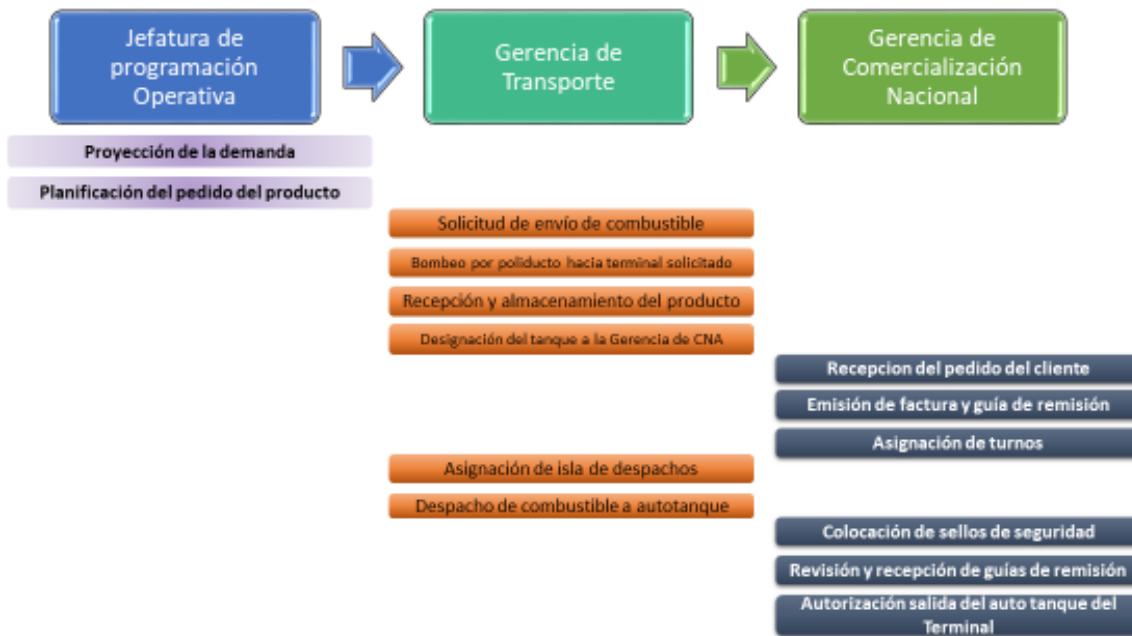 Jefatura de
programación
Operativa
Gerencia de
Transporte
Gerencia de
Comercialización
Nacional
Proyección de la demanda
Planificación del pedido del producto
Solicitud de envío de combustible
Bombeo por poliducto hacia terminal solicitado
Recepción y almacenamiento del producto
Designación del tanque a la Gerencia de CNA
Recepcion del pedido del cliente
Emisión de factura y guía de remisión
Asignación de turnos
Asignación de isla de despachos
Despacho de combustible a autotanque
Colocación de sellos de seguridad
Revisión y recepción de guías de remisión
Autorización salida del auto tanque del
Terminal